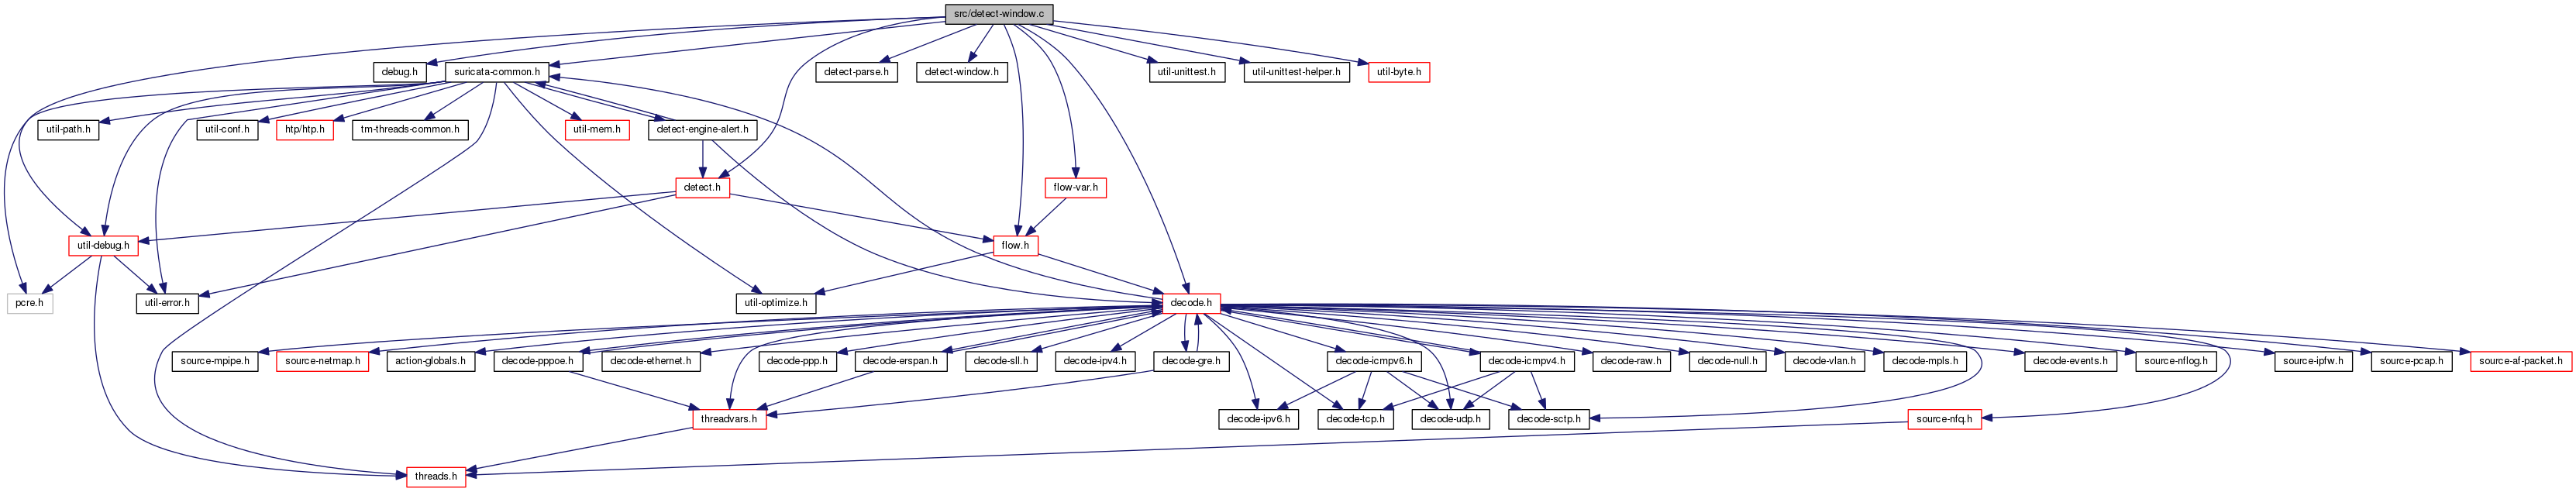 src/detect-window.c
debug.h
suricata-common.h
detect-parse.h
detect-window.h
util-unittest.h
util-unittest-helper.h
util-byte.h
util-path.h
util-conf.h
htp/htp.h
tm-threads-common.h
util-mem.h
detect-engine-alert.h
detect.h
flow-var.h
util-debug.h
flow.h
pcre.h
util-error.h
util-optimize.h
decode.h
source-mpipe.h
source-netmap.h
action-globals.h
decode-pppoe.h
decode-ethernet.h
decode-ppp.h
decode-erspan.h
decode-sll.h
decode-ipv4.h
decode-gre.h
decode-icmpv6.h
decode-icmpv4.h
decode-raw.h
decode-null.h
decode-vlan.h
decode-mpls.h
decode-events.h
source-nflog.h
source-ipfw.h
source-pcap.h
source-af-packet.h
threadvars.h
decode-ipv6.h
decode-tcp.h
decode-udp.h
decode-sctp.h
source-nfq.h
threads.h